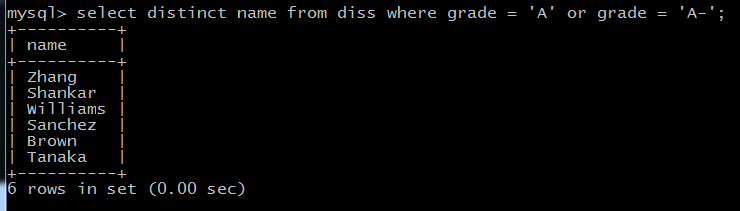 mysql> select distinct name from diss where grade = 'A' or grade = 'A-';
+----------+
| name     |
+----------+
| Zhang    |
| Shankar  |
| Williams |
| Sanchez  |
| Brown    |
| Tanaka   |
+----------+
6 rows in set (0.00 sec)